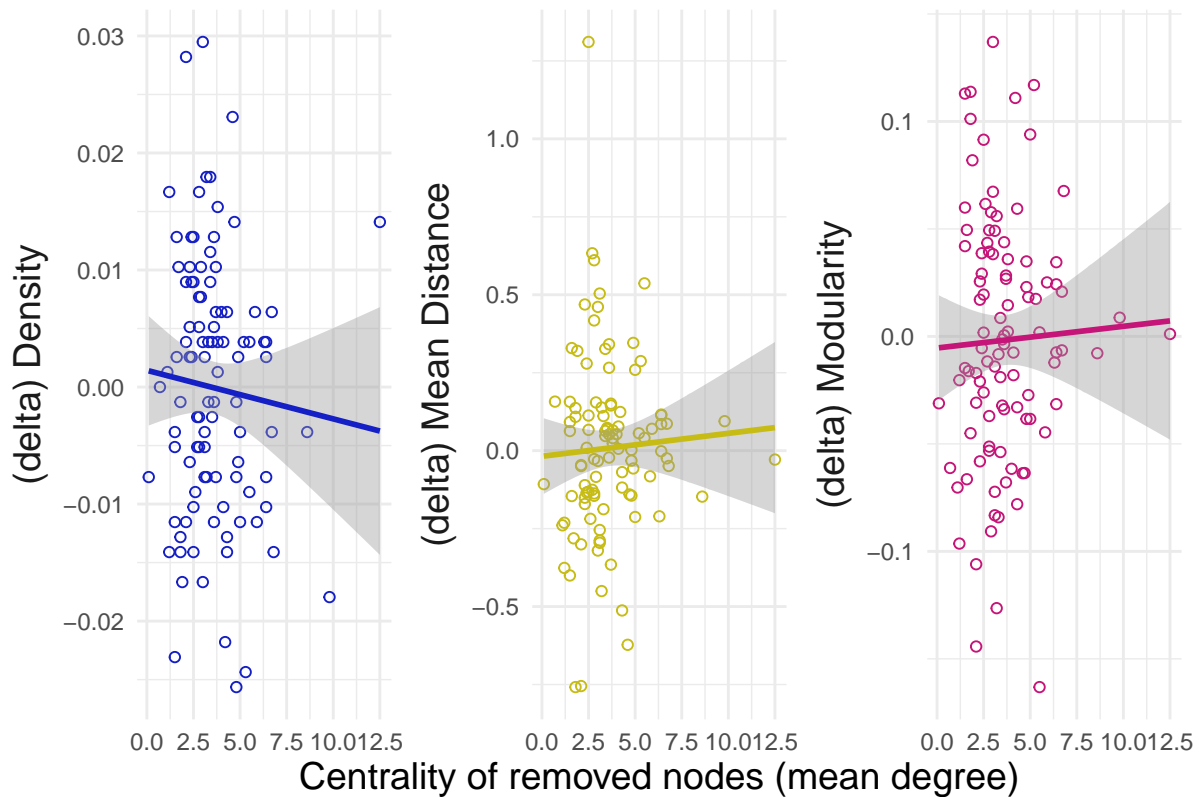 (delta) Density
0.03
0.02
0.01
0.00
−0.01
−0.02
0.0 2.5 5.0 7.5 10.0 12.5
(delta) Mean Distance
1.0
0.5
0.0
−0.5
0.0 2.5 5.0 7.5 10.0 12.5
(delta) Modularity
0.1
0.0
−0.1
0.0 2.5 5.0 7.5 10.0 12.5
Centrality of removed nodes (mean degree)